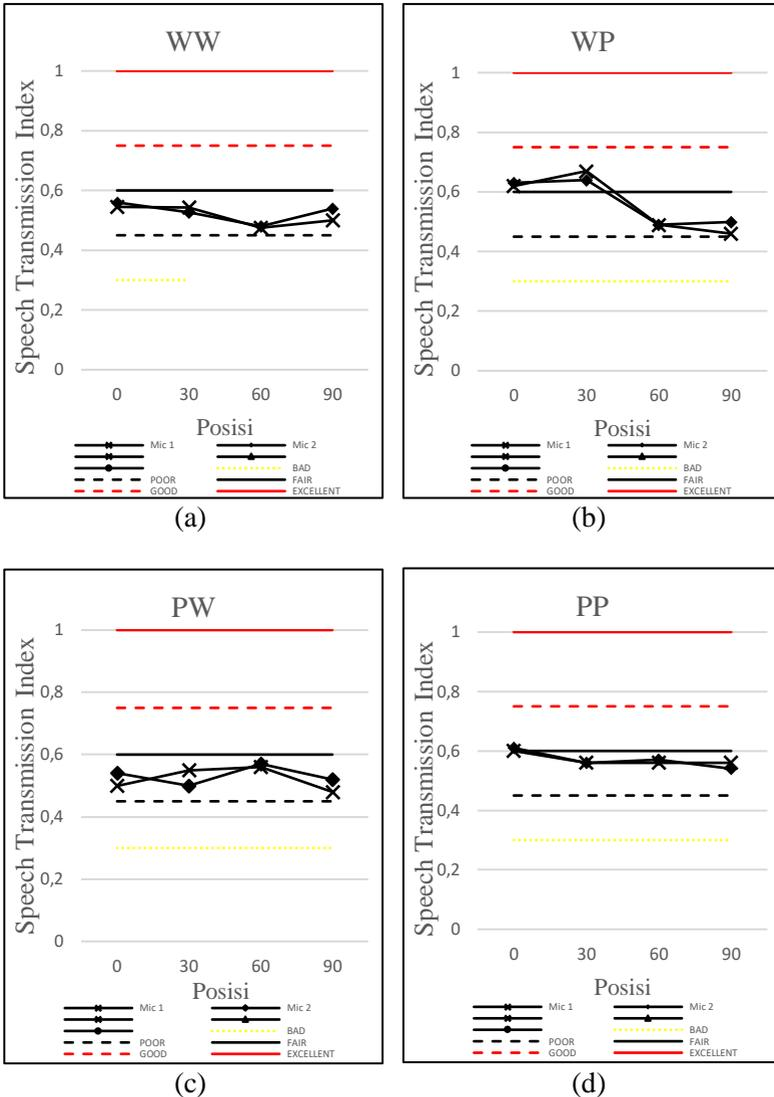 WW
Speech Transmission Index
1
0,8
0,6
0,4
0,2
0
0 30 60 90
Posisi
Mic 1 Mic 2
BAD
POOR FAIR
GOOD EXCELLENT
(a)
WP
Speech Transmission Index
1
0,8
0,6
0,4
0,2
0
0 30 60 90
Posisi
Mic 1 Mic 2
BAD
POOR FAIR
GOOD EXCELLENT
(b)
PW
Speech Transmission Index
1
0,8
0,6
0,4
0,2
0
0 30 60 90
Posisi
Mic 1 Mic 2
BAD
POOR FAIR
GOOD EXCELLENT
(c)
PP
Speech Transmission Index
1
0,8
0,6
0,4
0,2
0
0 30 60 90
Posisi
Mic 1 Mic 2
BAD
POOR FAIR
GOOD EXCELLENT
(d)